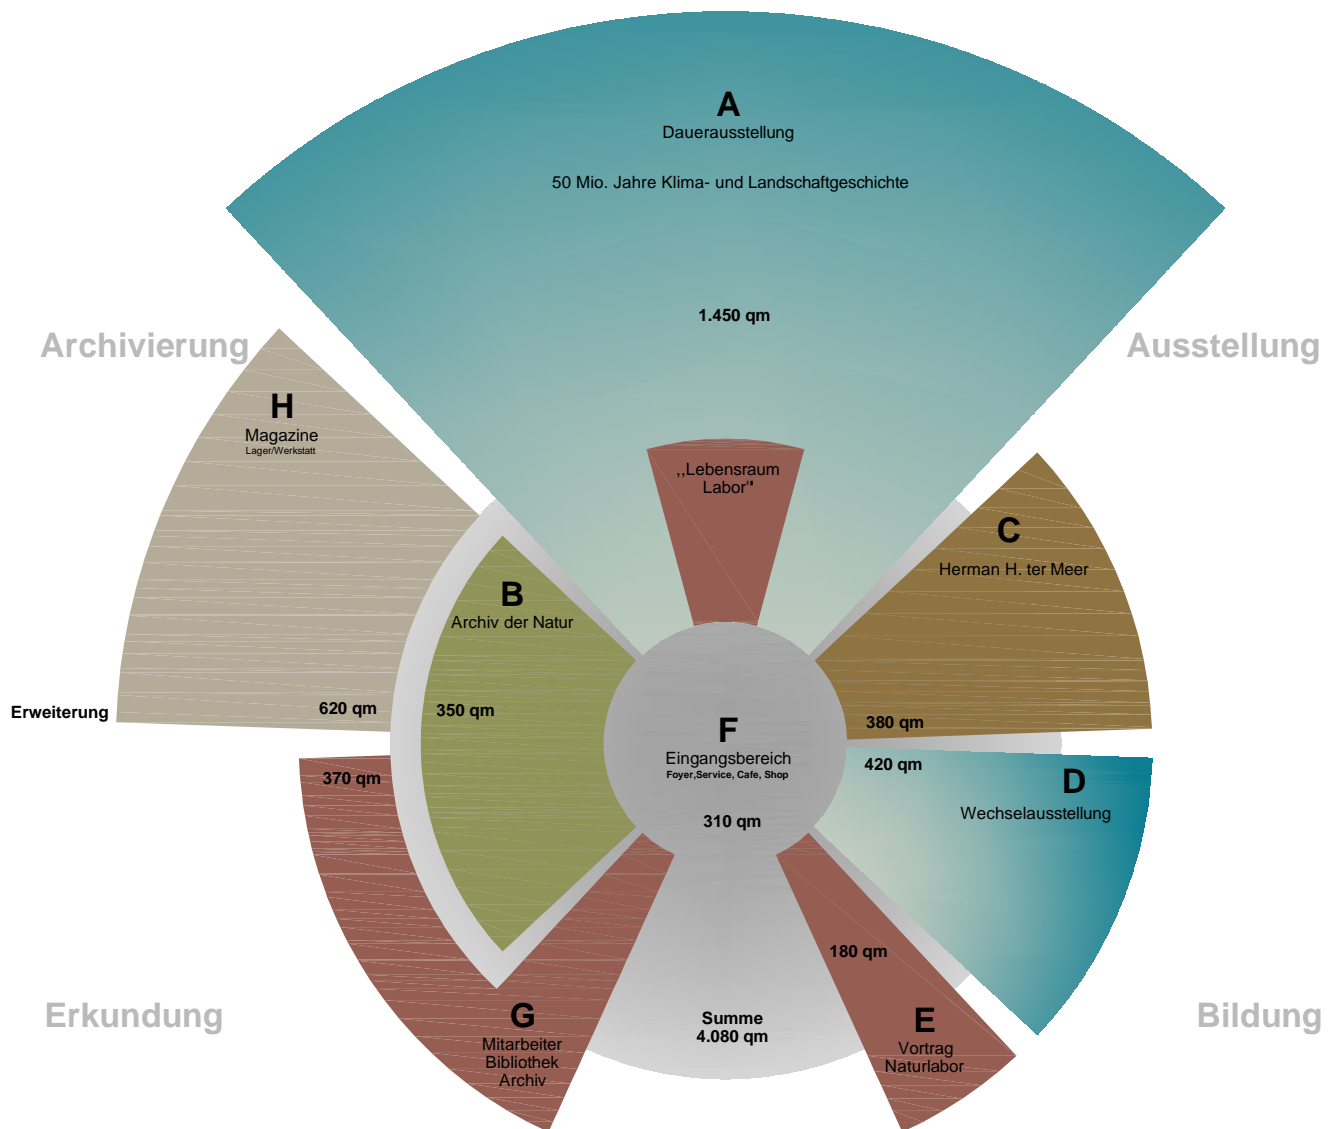 A
Dauerausstellung
50 Mio. Jahre Klima- und Landschaftgeschichte
1.450 qm
Archivierung
Ausstellung
H
Magazine
Lager/Werkstatt
,,Lebensraum
Labor"
C
Herman H. ter Meer
B
Archiv der Natur
Erweiterung
620 qm
350 qm
380 qm
F
Eingangsbereich
Foyer,Service, Cafe, Shop
310 qm
420 qm
D
Wechselausstellung
370 qm
180 qm
Erkundung
Bildung
G
Mitarbeiter
Bibliothek
Archiv
Summe
4.080 qm
E
Vortrag
Naturlabor